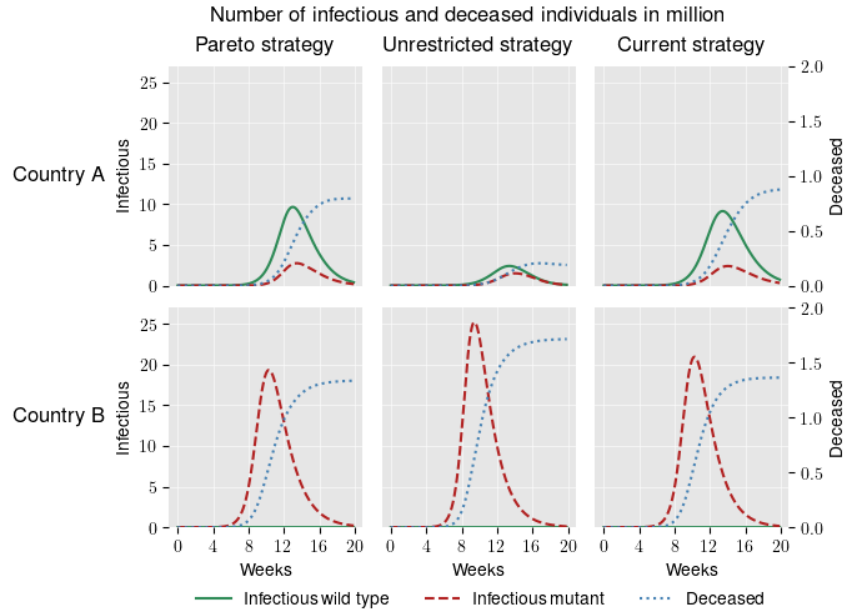 Number of infectious and deceased individuals in million
Pareto strategy Unrestricted strategy Current strategy
Country A
Infectious
25
20
15
10
5
0
2.0
1.5
1.0
0.5
0.0
Deceased
Country B
Infectious
25
20
15
10
5
0
2.0
1.5
1.0
0.5
0.0
Deceased
0 4 8 12 16 20 0 4 8 12 16 20 0 4 8 12 16 20
Weeks Weeks Weeks
Infectious wild type Infectious mutant Deceased